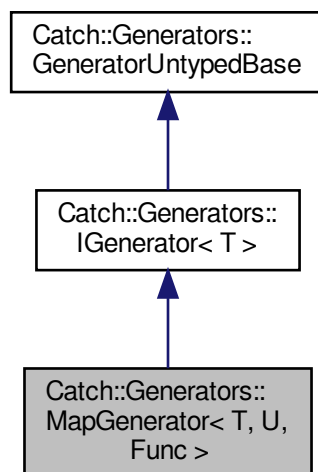 Catch::Generators::
GeneratorUntypedBase
Catch::Generators::
IGenerator< T >
Catch::Generators::
MapGenerator< T, U,
Func >